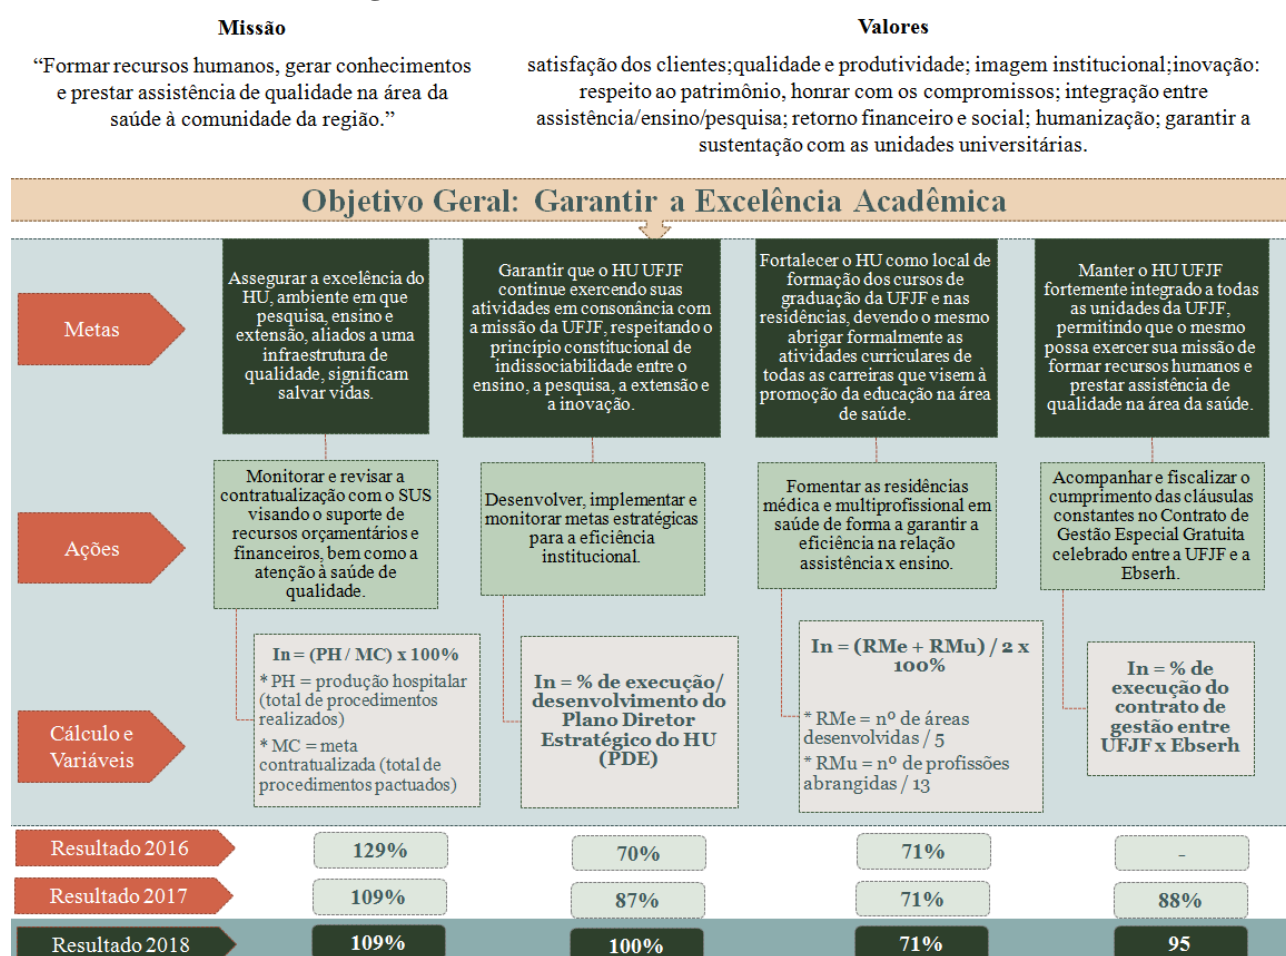 Missão
“Formar recursos humanos, gerar conhecimentos
e prestar assistência de qualidade na área da
saúde à comunidade da região.”
Valores
satisfação dos clientes;qualidade e produtividade; imagem institucional;inovação:
respeito ao patrimônio, honrar com os compromissos; integração entre
assistência/ensino/pesquisa; retorno financeiro e social; humanização; garantir a
sustentação com as unidades universitárias.
Objetivo Geral: Garantir a Excelência Acadêmica
Metas
Assegurar a excelência do
HU, ambiente em que
pesquisa, ensino e
extensão, aliados a uma
infraestrutura de
qualidade, significam
salvar vidas.
Garantir que o HU UFJF
continue exercendo suas
atividades em consonância com
a missão da UFJF, respeitando o
princípio constitucional de
indissociabilidade entre o
ensino, a pesquisa, a extensão e
a inovação.
Fortalecer o HU como local de
formação dos cursos de
graduação da UFJF e nas
residências, devendo o mesmo
abrigar formalmente as
atividades curriculares de
todas as carreiras que visem à
promoção da educação na área
de saúde.
Manter o HU UFJF
fortemente integrado a todas
as unidades da UFJF,
permitindo que o mesmo
possa exercer sua missão de
formar recursos humanos e
prestar assistência de
qualidade na área da saúde.
Ações
Monitorar e revisar a
contratualização com o SUS
visando o suporte de
recursos orçamentários e
financeiros, bem como a
atenção à saúde de
qualidade.
Desenvolver, implementar e
monitorar metas estratégicas
para a eficiência
institucional.
Fomentar as residências
médica e multiprofissional em
saúde de forma a garantir a
eficiência na relação
assistência x ensino.
Acompanhar e fiscalizar o
cumprimento das cláusulas
constantes no Contrato de
Gestão Especial Gratuita
celebrado entre a UFJF e a
Ebserh.
Cálculo e
Variáveis
In = (PH / MC) x 100%
* PH = produção hospitalar
(total de procedimentos
realizados)
* MC = meta
contratualizada (total de
procedimentos pactuados)
In = % de execução/
desenvolvimento do
Plano Diretor
Estratégico do HU
(PDE)
In = (RMe + RMu) / 2 x
100%
* RMe = nº de áreas
desenvolvidas / 5
* RMu = nº de profissões
abrangidas / 13
In = % de
execução do
contrato de
gestão entre
UFJF x Ebserh
Resultado 2016
129%
70%
71%
-
Resultado 2017
109%
87%
71%
88%
Resultado 2018
109%
100%
71%
95